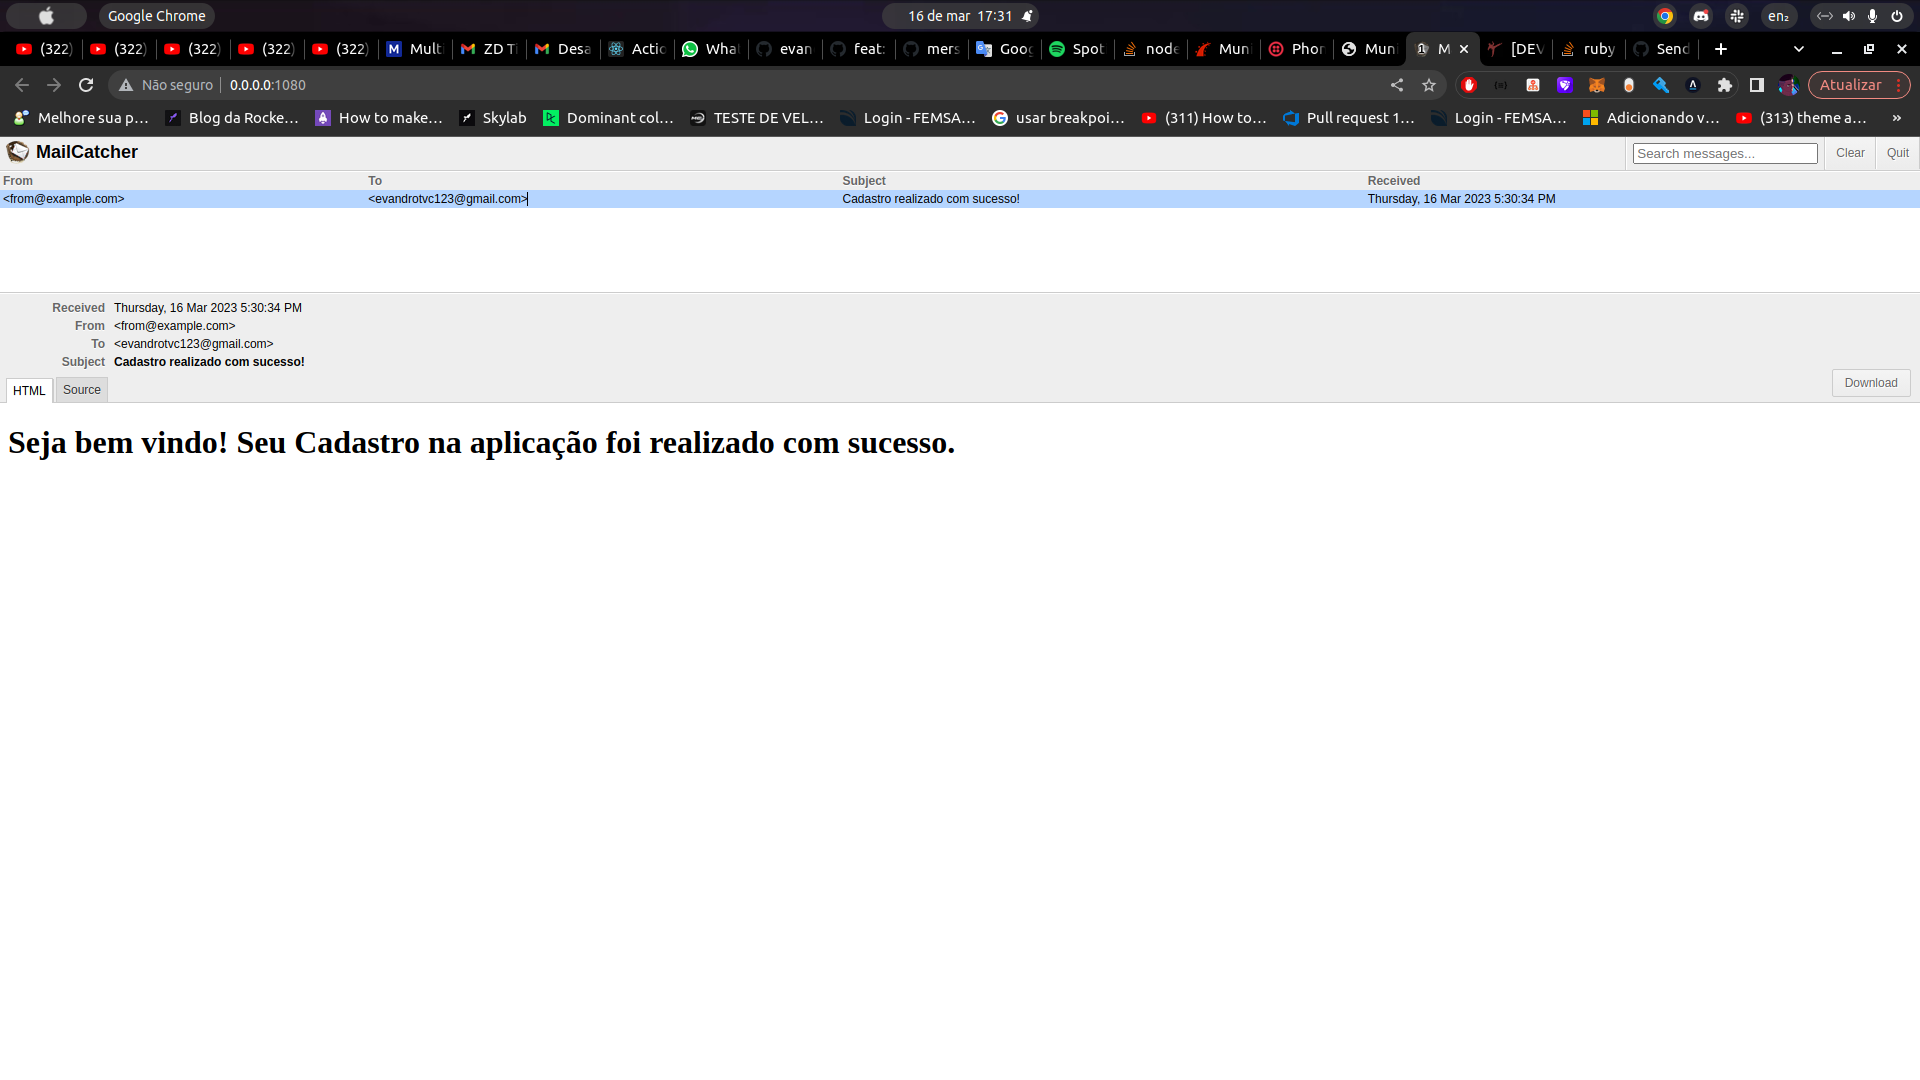 Google Chrome
16 de mar 17:31
en₂
(322)
(322)
(322)
(322)
(322)
Multi
ZD Ti
Desa
Actio
What
evan
feat:
mers
Goog
Spot
node
Muni
Phon
Muni
M
[DEV
ruby
Send
Não seguro
0.0.0.0:1080
Atualizar
Melhore sua p…
Blog da Rocke…
How to make…
Skylab
Dominant col…
TESTE DE VEL…
Login - FEMSA…
usar breakpoi…
(311) How to…
Pull request 1…
Login - FEMSA…
Adicionando v…
(313) theme a…
»
MailCatcher
Search messages...
Clear
Quit
From To Subject Received
<from@example.com> <evandrotvc123@gmail.com> Cadastro realizado com sucesso! Thursday, 16 Mar 2023 5:30:34 PM
Received Thursday, 16 Mar 2023 5:30:34 PM
From <from@example.com>
To <evandrotvc123@gmail.com>
Subject Cadastro realizado com sucesso!
HTML
Source
Download
Seja bem vindo! Seu Cadastro na aplicação foi realizado com sucesso.